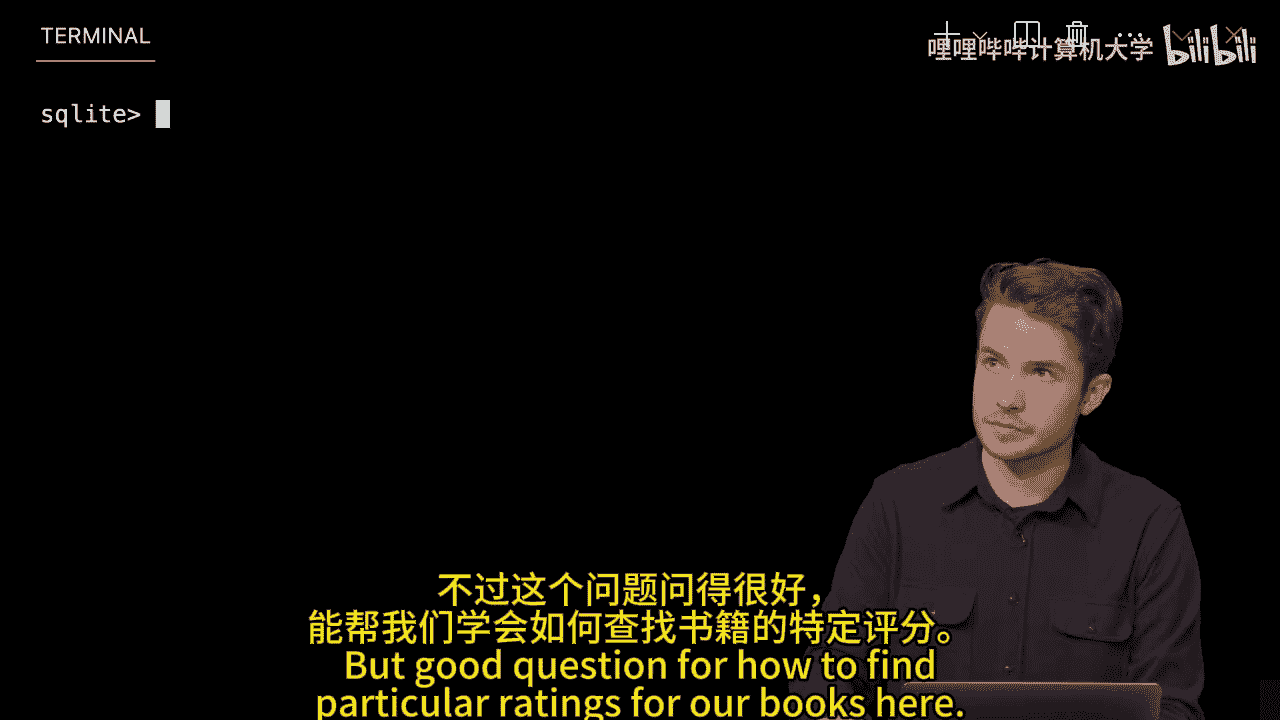 TERMINAL
哩哩哔哔计算机大学 bilibili
sqlite>
不过这个问题问得很好，
能帮我们学会如何查找书籍的特定评分。
But good question for how to find
particular ratings for our books here.